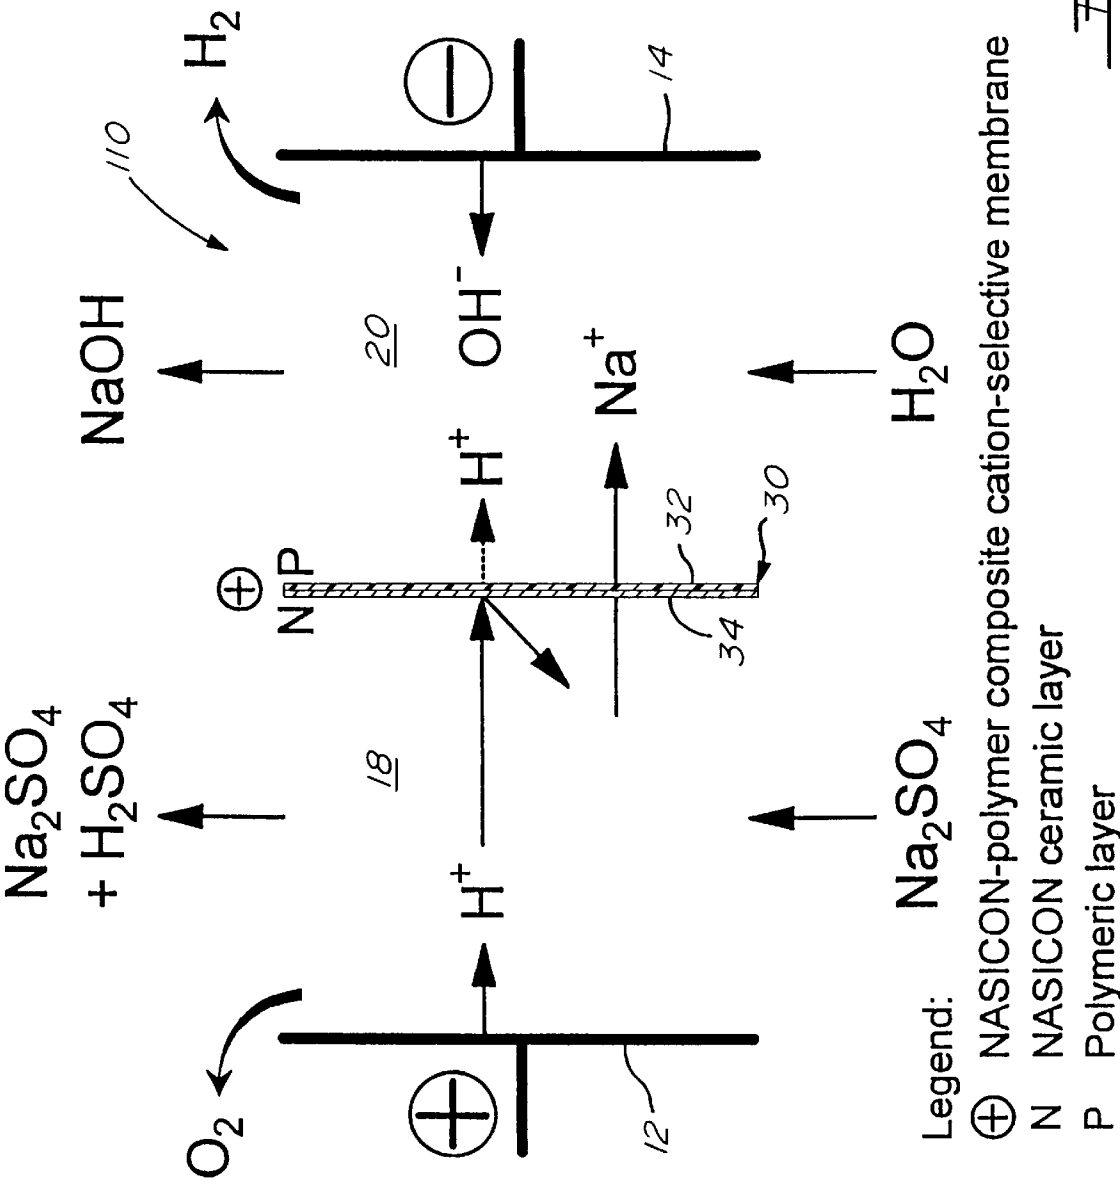 Na2SO4
+ H2SO4
NaOH
O2
H2
110
N P
18
20
H+
H+
OH−
Na+
12
34
32
30
14
Na2SO4
H2O
Legend:
⊕ NASICON-polymer composite cation-selective membrane
N NASICON ceramic layer
P Polymeric layer